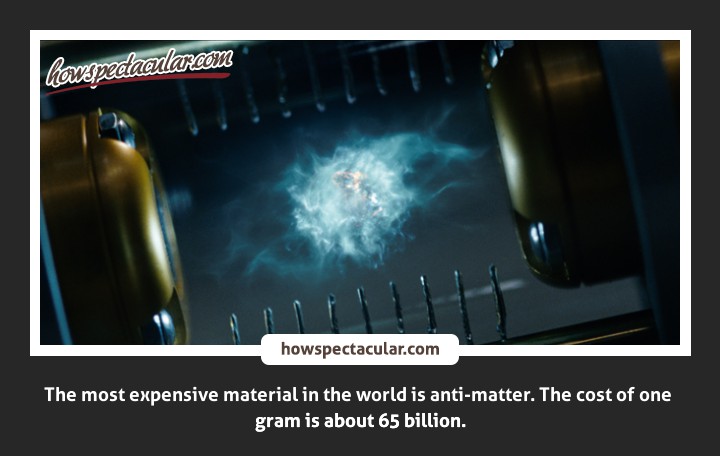 howspectacular.com
howspectacular.com
The most expensive material in the world is anti-matter. The cost of one
gram is about 65 billion.